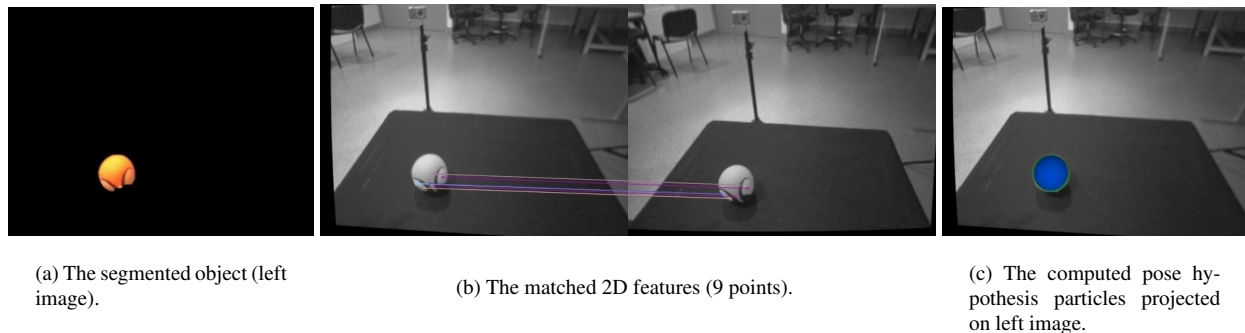 (a) The segmented object (left
image).
(b) The matched 2D features (9 points).
(c) The computed pose hy-
pothesis particles projected
on left image.